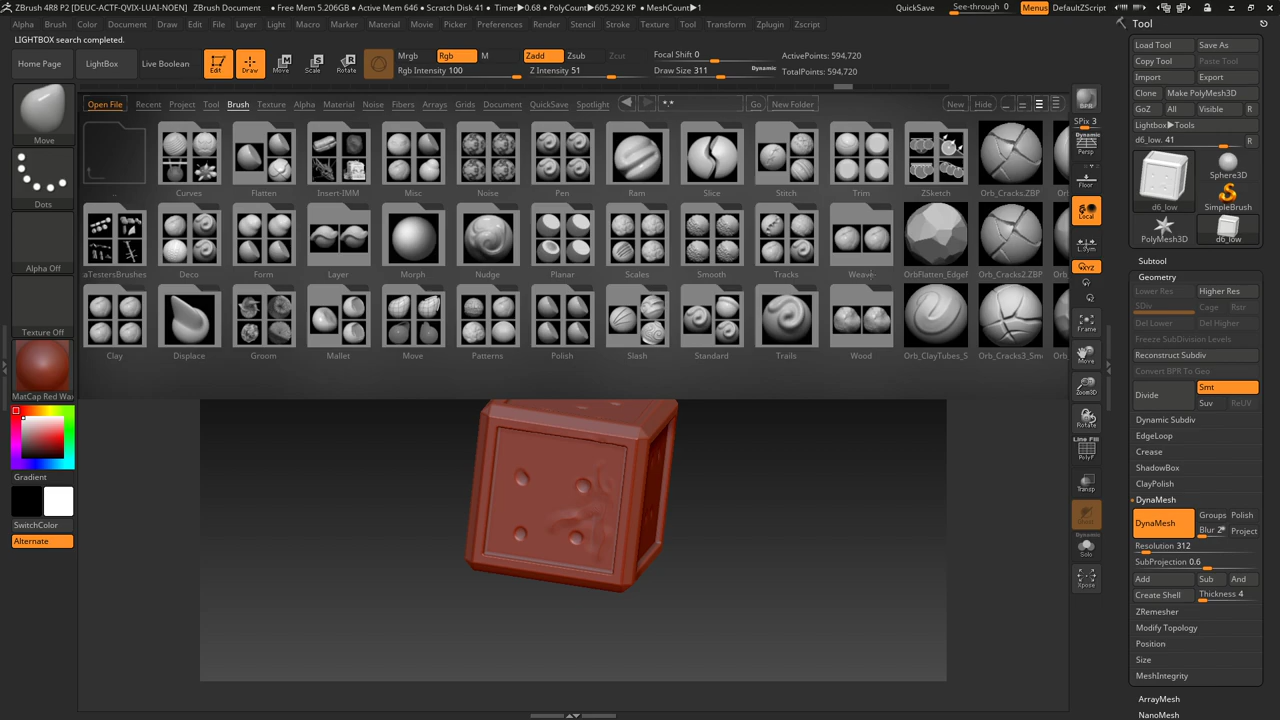 ZBrush 4R8 P2 [DEUC-ACTF-QVIX-LUAI-NOEN] ZBrush Document • Free Mem 5.206GB • Active Mem 646 • Scratch Disk 41 • Timer▶0.68 • PolyCount▶605.292 KP • MeshCount▶1 QuickSave See-through 0 Menus DefaultZScript
Alpha Brush Color Document Draw Edit File Layer Light Macro Marker Material Movie Picker Preferences Render Stencil Stroke Texture Tool Transform Zplugin Zscript
LIGHTBOX search completed.
Home Page LightBox Live Boolean Edit Draw Move Scale Rotate
Mrgb Rgb M Zadd Zsub Zcut Focal Shift 0 ActivePoints: 594,720
Rgb Intensity 100 Z Intensity 51 Draw Size 311 Dynamic TotalPoints: 594,720
Open File Recent Project Tool Brush Texture Alpha Material Noise Fibers Arrays Grids Document QuickSave Spotlight *.* Go New Folder New Hide
.. Curves Flatten Insert-IMM Misc Noise Pen Ram Slice Stitch Trim ZSketch Orb_Cracks.ZBP
Deco Form Layer Morph Nudge Planar Scales Smooth Tracks Orb_Cracks2.ZBP
Clay Displace Groom Mallet Move Patterns Polish Slash Standard Trails Wood Orb_ClayTubes_S Orb_Cracks3_Sm
Move
Dots
Alpha Off
Texture Off
MatCap Red Wa
Gradient
SwitchColor
Alternate
BPR
SPix 3
Dynamic
Persp
Floor
Local
L.Sym
XYZ
Frame
Move
Zoom3D
Rotate
Line Fill
PolyF
Transp
Dynamic
Solo
Xpose
Tool
Load Tool Save As
Copy Tool Paste Tool
Import Export
Clone Make PolyMesh3D
GoZ All Visible R
Lightbox▶Tools
d6_low. 41 R
d6_low Sphere3D
SimpleBrush
PolyMesh3D d6_low
Subtool
Geometry
Lower Res Higher Res
SDiv Cage Rstr
Del Lower Del Higher
Freeze SubDivision Levels
Reconstruct Subdiv
Convert BPR To Geo
Divide Smt
Suv ReUV
Dynamic Subdiv
EdgeLoop
Crease
ShadowBox
ClayPolish
DynaMesh
DynaMesh Groups Polish
Blur 2 Project
Resolution 312
SubProjection 0.6
Add Sub And
Create Shell Thickness 4
ZRemesher
Modify Topology
Position
Size
MeshIntegrity
ArrayMesh
NanoMesh